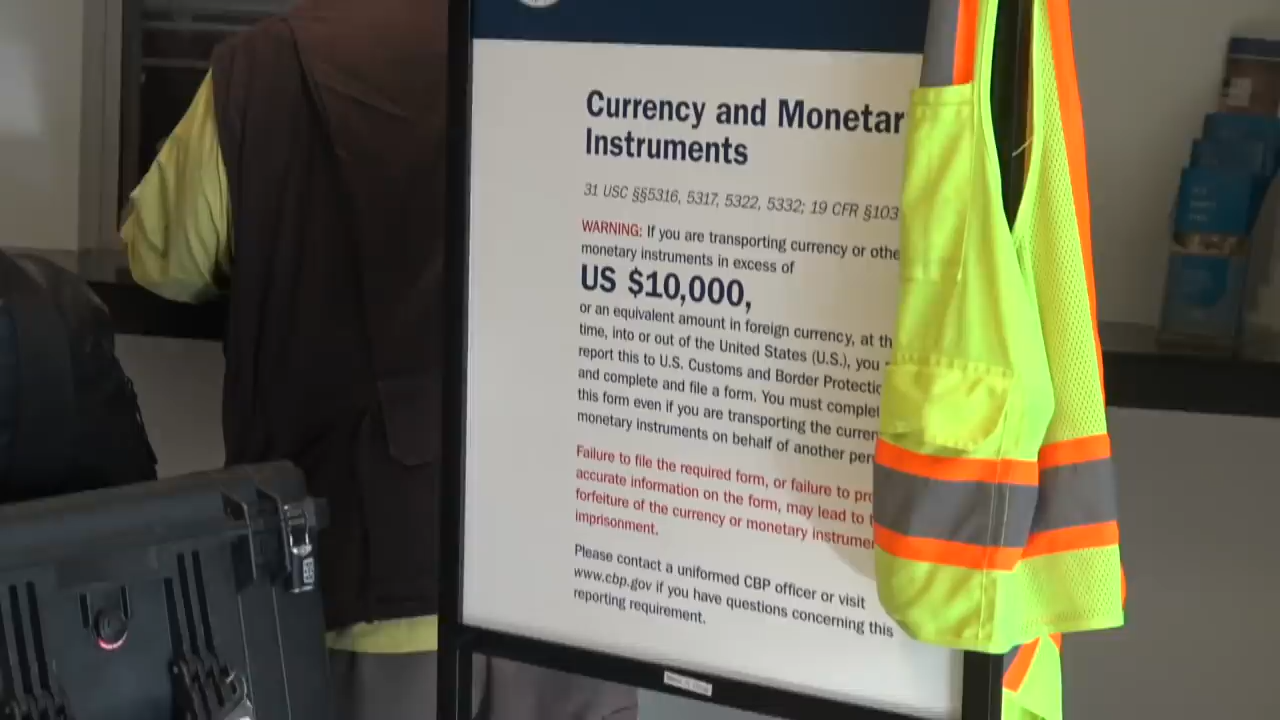 Currency and Monetar
Instruments
31 USC §§5316, 5317, 5322, 5332; 19 CFR §103
WARNING: If you are transporting currency or othe
monetary instruments in excess of
US $10,000,
or an equivalent amount in foreign currency, at th
time, into or out of the United States (U.S.), you
report this to U.S. Customs and Border Protectio
and complete and file a form. You must complet
this form even if you are transporting the curren
monetary instruments on behalf of another per
Failure to file the required form, or failure to pro
accurate information on the form, may lead to t
forfeiture of the currency or monetary instrume
imprisonment.
Please contact a uniformed CBP officer or visit
www.cbp.gov if you have questions concerning this
reporting requirement.